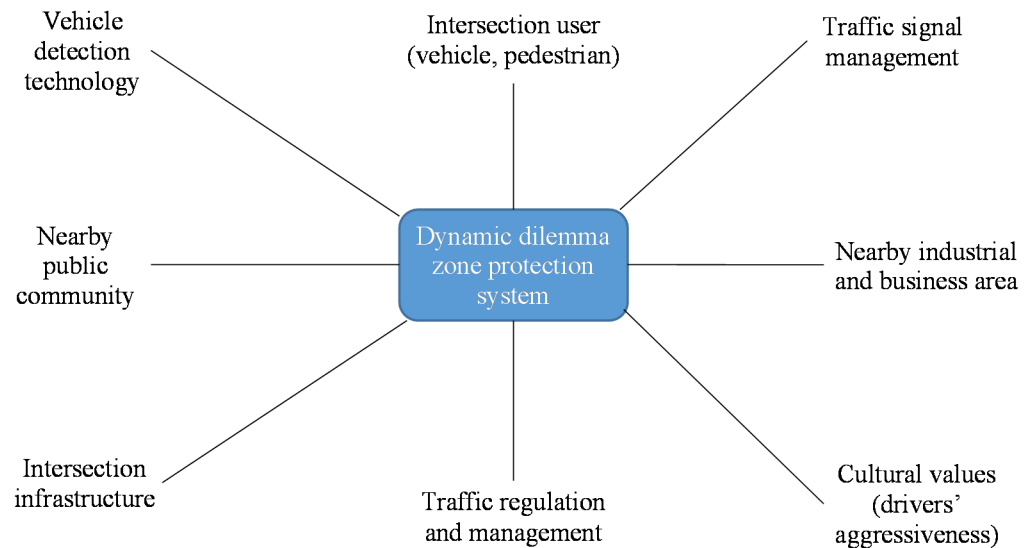 Vehicle
detection
technology
Intersection user
(vehicle, pedestrian)
Traffic signal
management
Nearby
public
community
Dynamic dilemma
zone protection
system
Nearby industrial
and business area
Intersection
infrastructure
Traffic regulation
and management
Cultural values
(drivers’
aggressiveness)